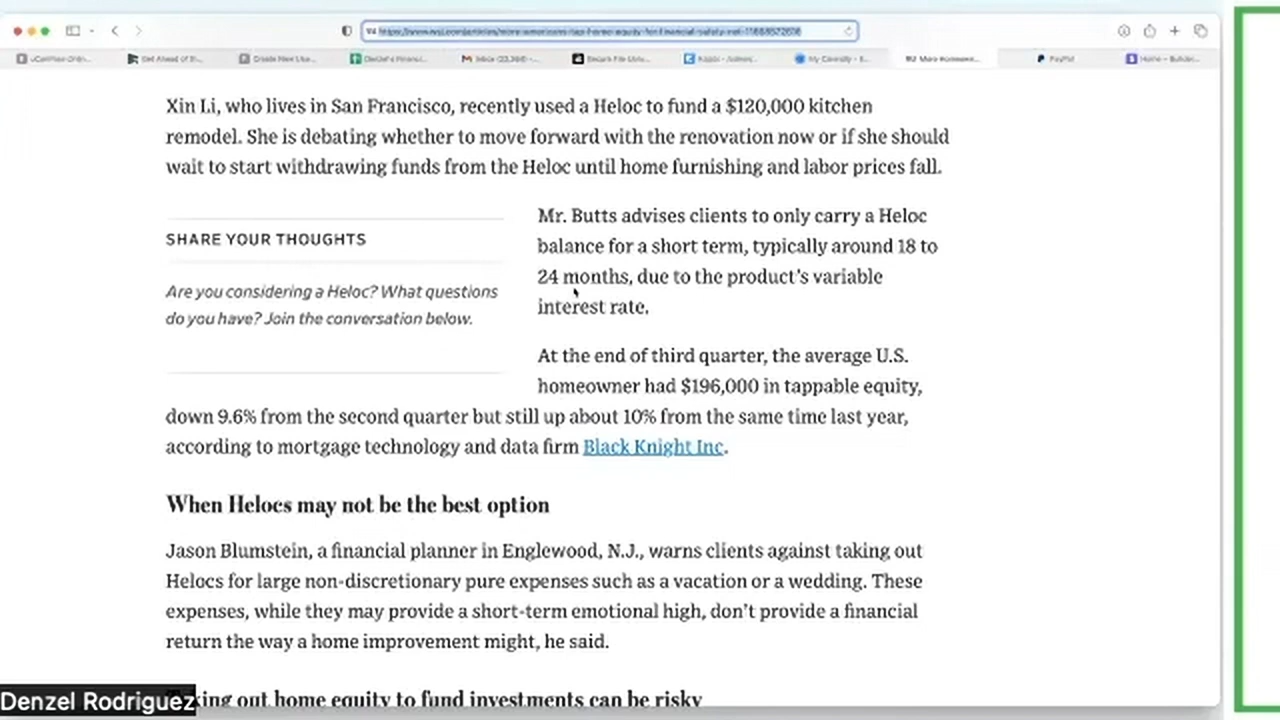 Xin Li, who lives in San Francisco, recently used a Heloc to fund a $120,000 kitchen
remodel. She is debating whether to move forward with the renovation now or if she should
wait to start withdrawing funds from the Heloc until home furnishing and labor prices fall.
SHARE YOUR THOUGHTS
Are you considering a Heloc? What questions
do you have? Join the conversation below.
Mr. Butts advises clients to only carry a Heloc
balance for a short term, typically around 18 to
24 months, due to the product's variable
interest rate.
At the end of third quarter, the average U.S.
homeowner had $196,000 in tappable equity,
down 9.6% from the second quarter but still up about 10% from the same time last year,
according to mortgage technology and data firm Black Knight Inc.
When Helocs may not be the best option
Jason Blumstein, a financial planner in Englewood, N.J., warns clients against taking out
Helocs for large non-discretionary pure expenses such as a vacation or a wedding. These
expenses, while they may provide a short-term emotional high, don't provide a financial
return the way a home improvement might, he said.
out home equity to fund investments can be risky
Denzel Rodriguez
PayPal